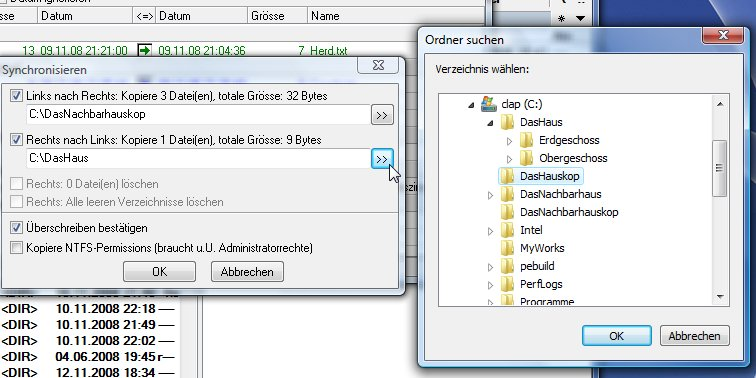 Datum <=> Datum Grösse Name
13 09.11.08 21:21:00 09.11.08 21:04:36 7 Herd.txt
Synchronisieren
Links nach Rechts: Kopiere 3 Datei(en), totale Grösse: 32 Bytes
C:\DasNachbarhauskop >>
Rechts nach Links: Kopiere 1 Datei(en), totale Grösse: 9 Bytes
C:\DasHaus >>
Rechts: 0 Datei(en) löschen
Rechts: Alle leeren Verzeichnisse löschen
Überschreiben bestätigen
Kopiere NTFS-Permissions (braucht u.U. Administratorrechte)
OK Abbrechen
<DIR> 10.11.2008 22:18
<DIR> 10.11.2008 21:49
<DIR> 10.11.2008 22:02
<DIR> 04.06.2008 19:45 r
<DIR> 12.11.2008 18:34
Ordner suchen
Verzeichnis wählen:
clap (C:)
DasHaus
Erdgeschoss
Obergeschoss
DasHauskop
DasNachbarhaus
DasNachbarhauskop
Intel
MyWorks
pebuild
PerfLogs
Programme
OK Abbrechen